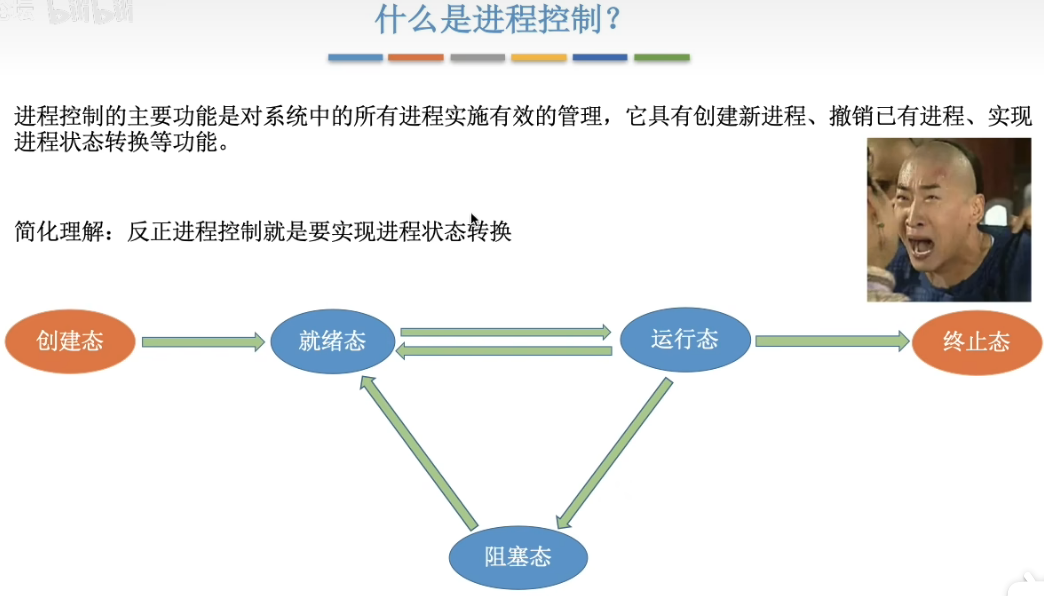 bilibili
什么是进程控制？
进程控制的主要功能是对系统中的所有进程实施有效的管理，它具有创建新进程、撤销已有进程、实现
进程状态转换等功能。
简化理解：反正进程控制就是要实现进程状态转换
创建态
就绪态
运行态
终止态
阻塞态